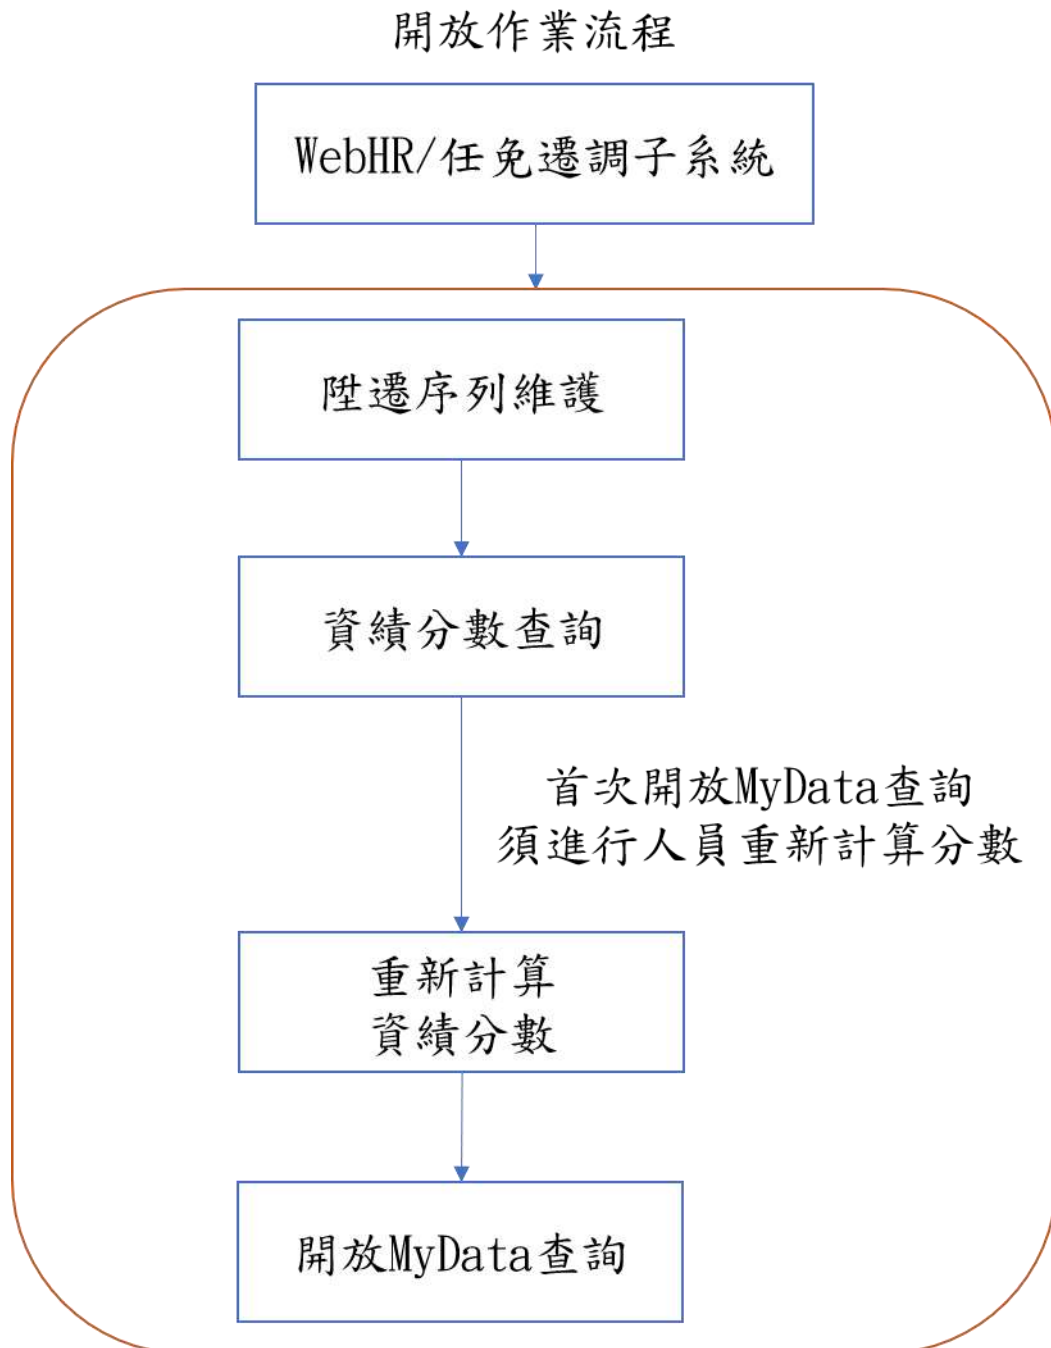 開放作業流程
WebHR/任免遷調子系統
陞遷序列維護
資績分數查詢
首次開放MyData查詢
須進行人員重新計算分數
重新計算
資績分數
開放MyData查詢